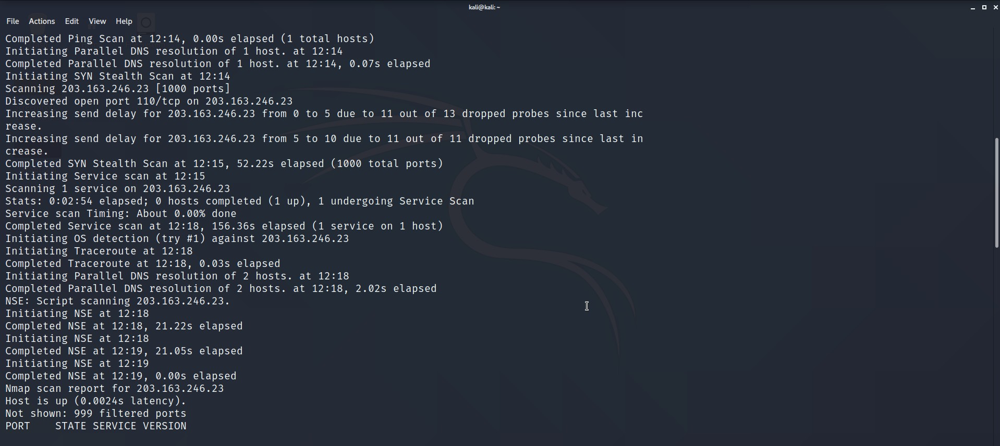 kali@kali: ~
File Actions Edit View Help
Completed Ping Scan at 12:14, 0.00s elapsed (1 total hosts)
Initiating Parallel DNS resolution of 1 host. at 12:14
Completed Parallel DNS resolution of 1 host. at 12:14, 0.07s elapsed
Initiating SYN Stealth Scan at 12:14
Scanning 203.163.246.23 [1000 ports]
Discovered open port 110/tcp on 203.163.246.23
Increasing send delay for 203.163.246.23 from 0 to 5 due to 11 out of 13 dropped probes since last inc
rease.
Increasing send delay for 203.163.246.23 from 5 to 10 due to 11 out of 11 dropped probes since last in
crease.
Completed SYN Stealth Scan at 12:15, 52.22s elapsed (1000 total ports)
Initiating Service scan at 12:15
Scanning 1 service on 203.163.246.23
Stats: 0:02:54 elapsed; 0 hosts completed (1 up), 1 undergoing Service Scan
Service scan Timing: About 0.00% done
Completed Service scan at 12:18, 156.36s elapsed (1 service on 1 host)
Initiating OS detection (try #1) against 203.163.246.23
Initiating Traceroute at 12:18
Completed Traceroute at 12:18, 0.03s elapsed
Initiating Parallel DNS resolution of 2 hosts. at 12:18
Completed Parallel DNS resolution of 2 hosts. at 12:18, 2.02s elapsed
NSE: Script scanning 203.163.246.23.
Initiating NSE at 12:18
Completed NSE at 12:18, 21.22s elapsed
Initiating NSE at 12:18
Completed NSE at 12:19, 21.05s elapsed
Initiating NSE at 12:19
Completed NSE at 12:19, 0.00s elapsed
Nmap scan report for 203.163.246.23
Host is up (0.0024s latency).
Not shown: 999 filtered ports
PORT    STATE SERVICE VERSION